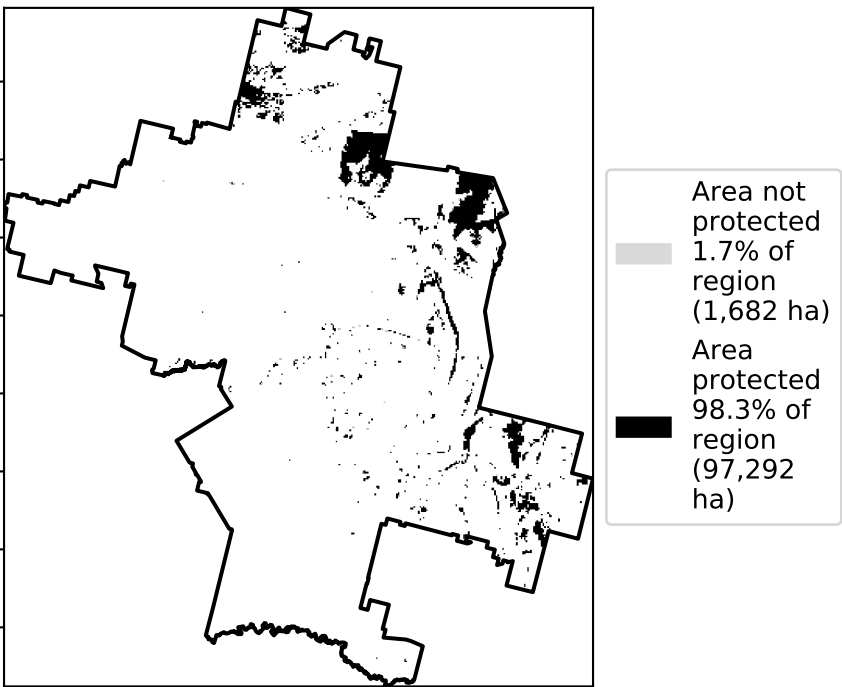 Area not
protected
1.7% of
region
(1,682 ha)
Area
protected
98.3% of
region
(97,292
ha)